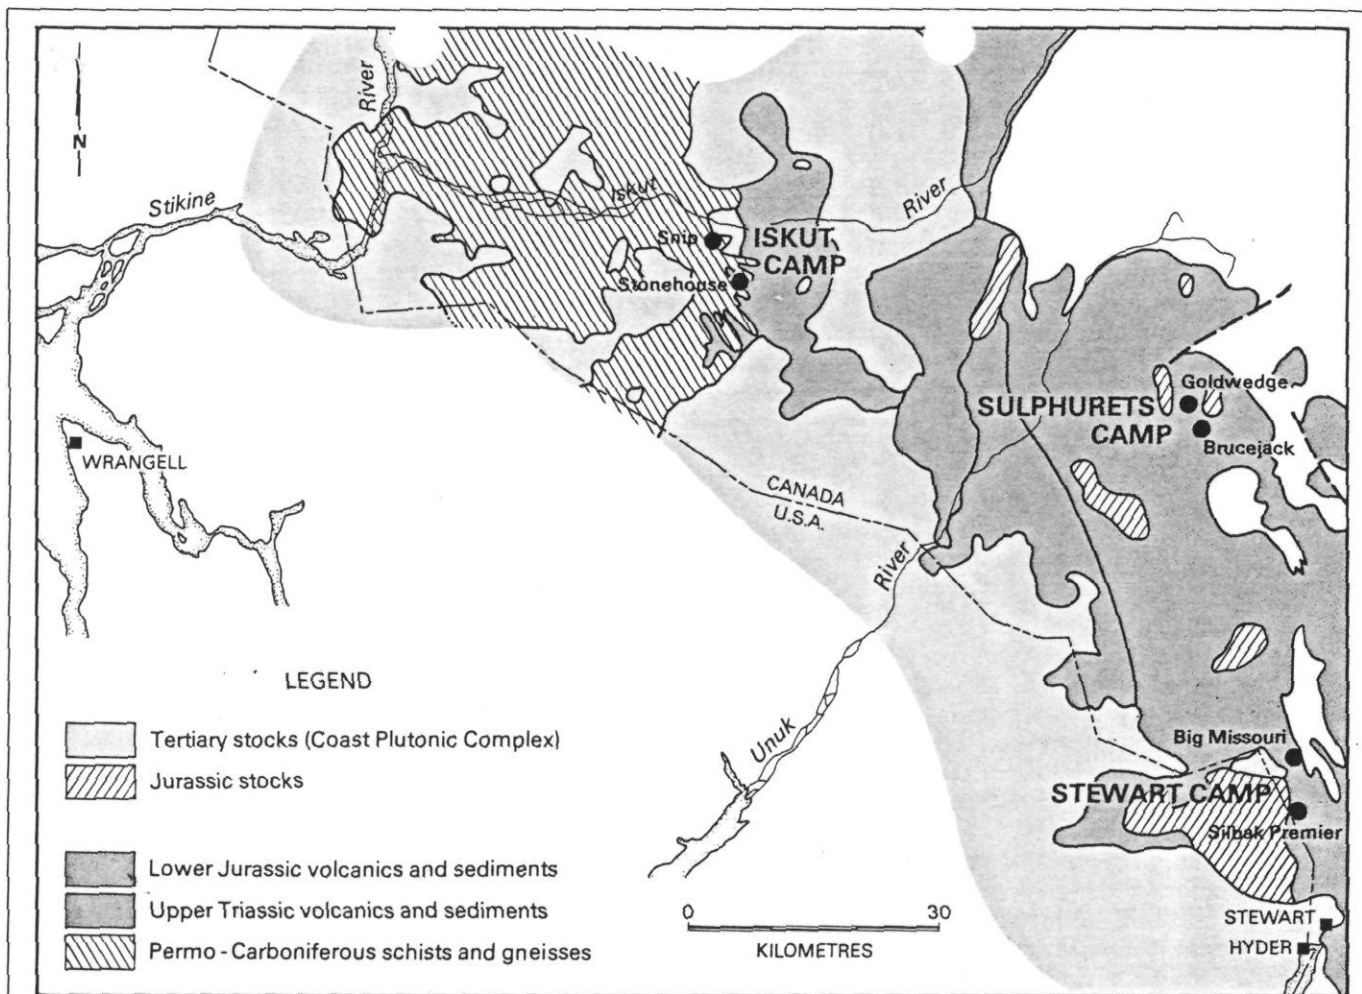 N
River
Stikine
Iskut
River
Snip
ISKUT
CAMP
Stonehouse
Goldwedge
SULPHURETS
CAMP
Brucejack
WRANGELL
CANADA
U.S.A.
River
Unuk
Big Missouri
STEWART CAMP
Silbak Premier
STEWART
HYDER
LEGEND
Tertiary stocks (Coast Plutonic Complex)
Jurassic stocks
Lower Jurassic volcanics and sediments
Upper Triassic volcanics and sediments
Permo - Carboniferous schists and gneisses
0 30
KILOMETRES